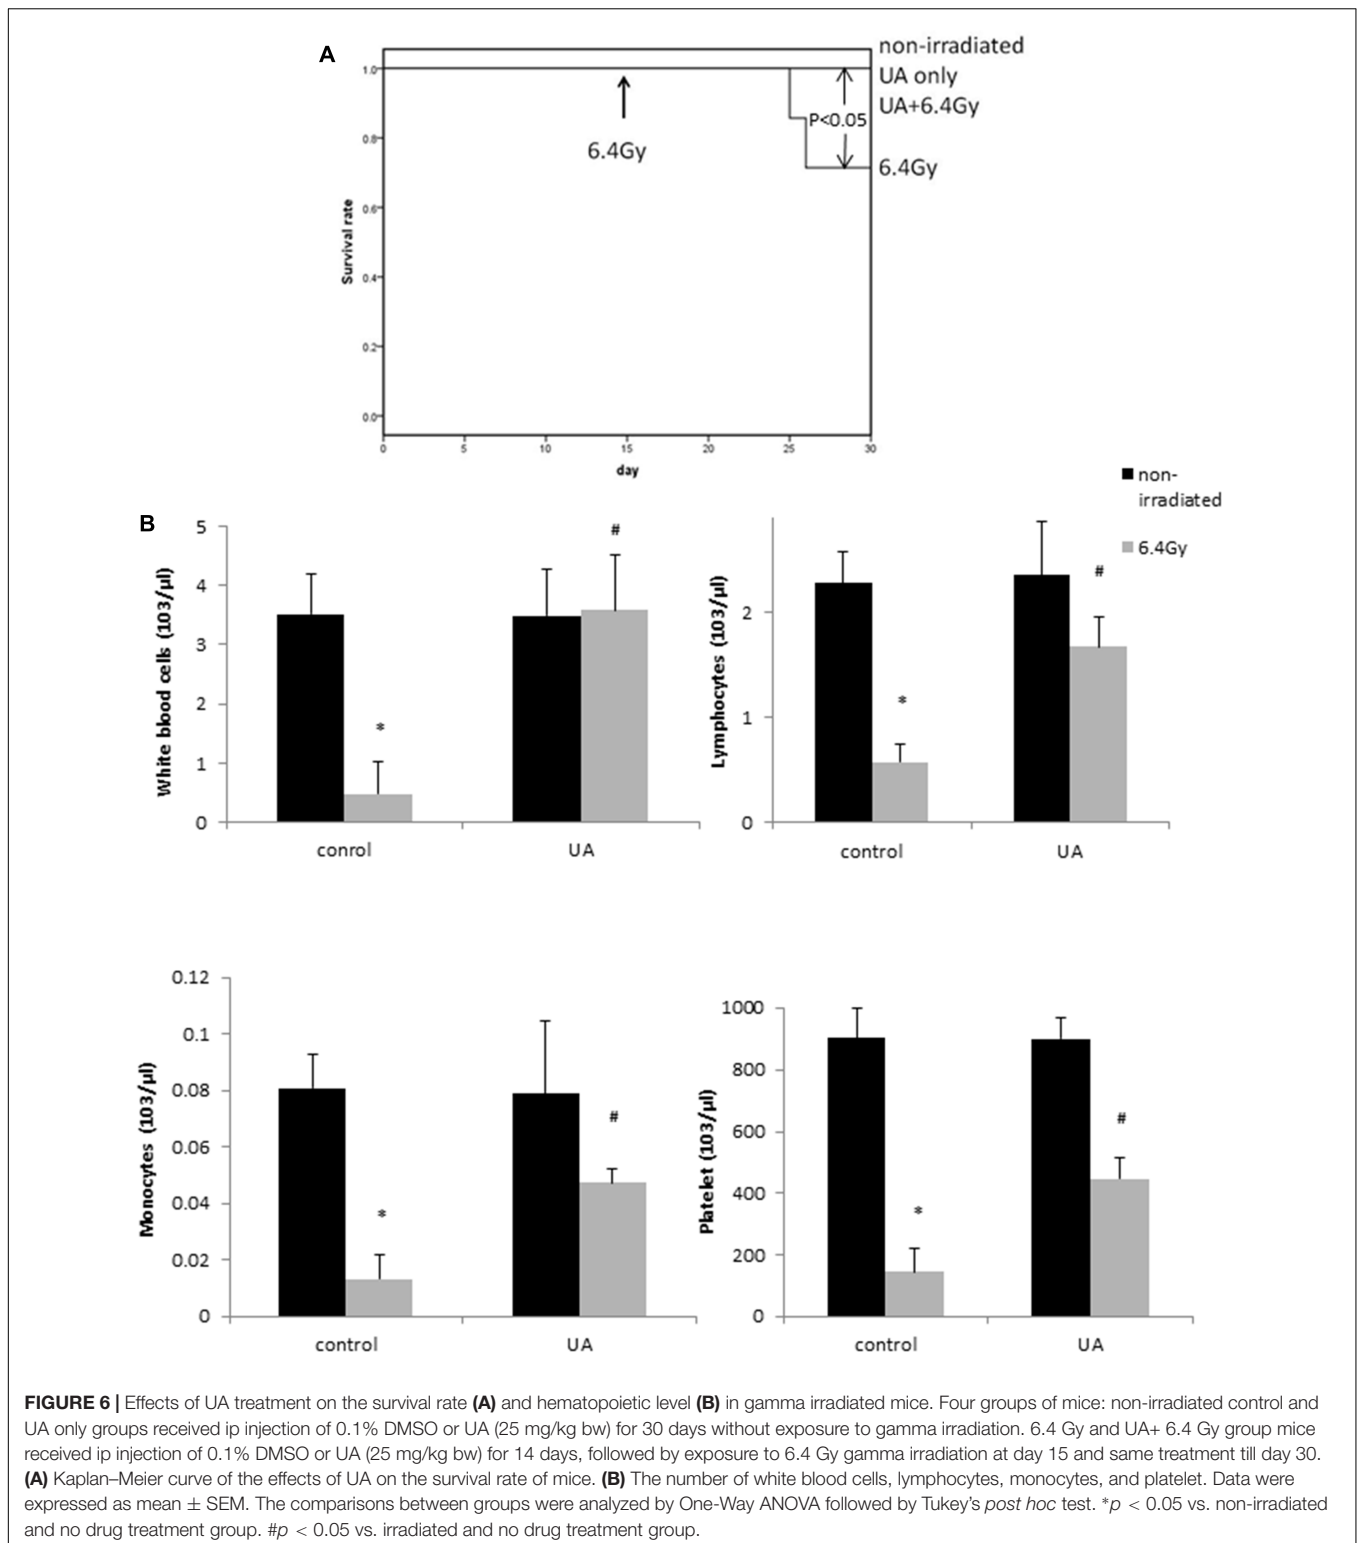 A
non-irradiated
UA only
UA+6.4Gy
P<0.05
6.4Gy
6.4Gy
Survival rate
1.0
0.8
0.6
0.4
0.2
0.0
0 5 10 15 20 25 30
day
non-
irradiated
6.4Gy
B
White blood cells (103/µl)
5
4
3
2
1
0
*
#
conrol UA
Lymphocytes (103/µl)
2
1
0
*
#
control UA
Monocytes (103/µl)
0.12
0.1
0.08
0.06
0.04
0.02
0
*
#
control UA
Platelet (103/µl)
1000
800
600
400
200
0
*
#
control UA
FIGURE 6 | Effects of UA treatment on the survival rate (A) and hematopoietic level (B) in gamma irradiated mice. Four groups of mice: non-irradiated control and
UA only groups received ip injection of 0.1% DMSO or UA (25 mg/kg bw) for 30 days without exposure to gamma irradiation. 6.4 Gy and UA+ 6.4 Gy group mice
received ip injection of 0.1% DMSO or UA (25 mg/kg bw) for 14 days, followed by exposure to 6.4 Gy gamma irradiation at day 15 and same treatment till day 30.
(A) Kaplan–Meier curve of the effects of UA on the survival rate of mice. (B) The number of white blood cells, lymphocytes, monocytes, and platelet. Data were
expressed as mean ± SEM. The comparisons between groups were analyzed by One-Way ANOVA followed by Tukey's post hoc test. *p < 0.05 vs. non-irradiated
and no drug treatment group. #p < 0.05 vs. irradiated and no drug treatment group.